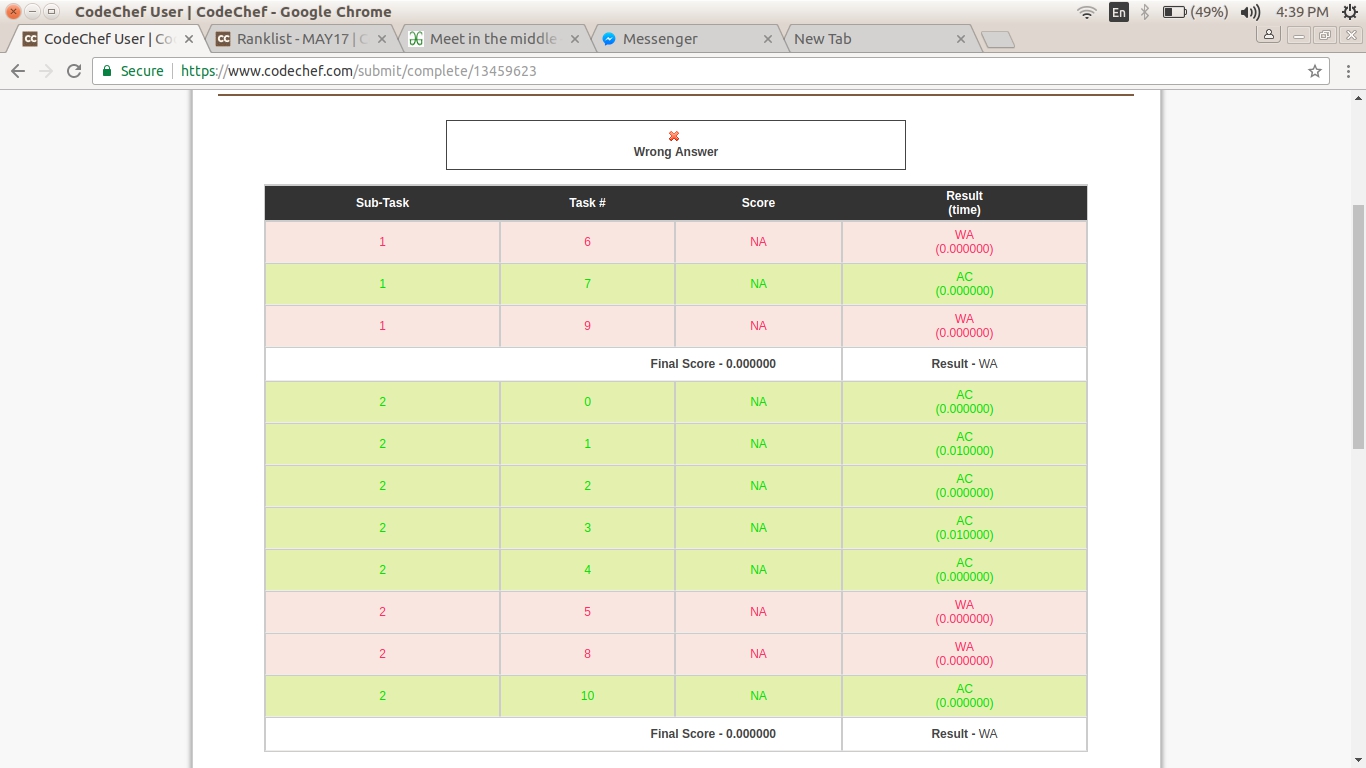 CodeChef User | CodeChef - Google Chrome
En (49%) 4:39 PM
CodeChef User | Co
Ranklist - MAY17 | C
Meet in the middle
Messenger
New Tab
Secure https://www.codechef.com/submit/complete/13459623
Wrong Answer
Sub-Task Task # Score Result
(time)
1 6 NA WA
(0.000000)
1 7 NA AC
(0.000000)
1 9 NA WA
(0.000000)
Final Score - 0.000000 Result - WA
2 0 NA AC
(0.000000)
2 1 NA AC
(0.010000)
2 2 NA AC
(0.000000)
2 3 NA AC
(0.010000)
2 4 NA AC
(0.000000)
2 5 NA WA
(0.000000)
2 8 NA WA
(0.000000)
2 10 NA AC
(0.000000)
Final Score - 0.000000 Result - WA